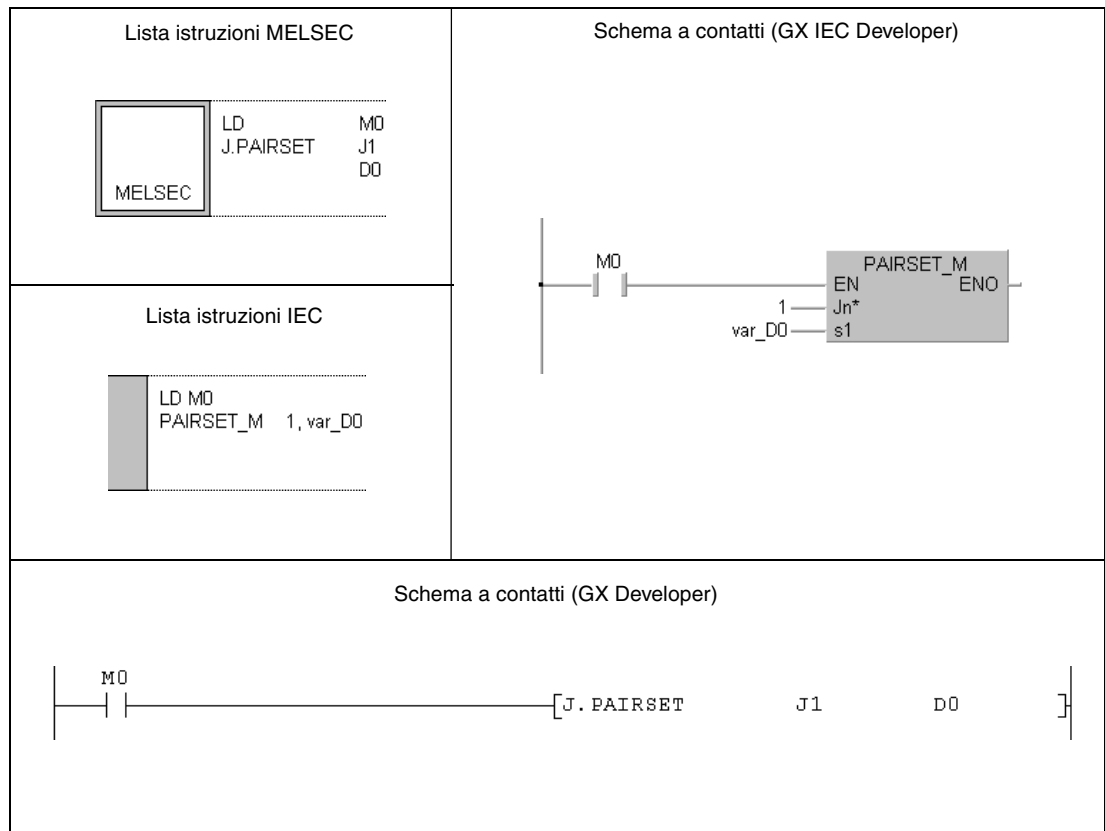 Lista istruzioni MELSEC
MELSEC
LD M0
J.PAIRSET J1
D0
Lista istruzioni IEC
LD M0
PAIRSET_M 1, var_D0
Schema a contatti (GX IEC Developer)
M0
PAIRSET_M
EN ENO
1 Jn*
var_D0 s1
Schema a contatti (GX Developer)
M0
[J.PAIRSET J1 D0 ]